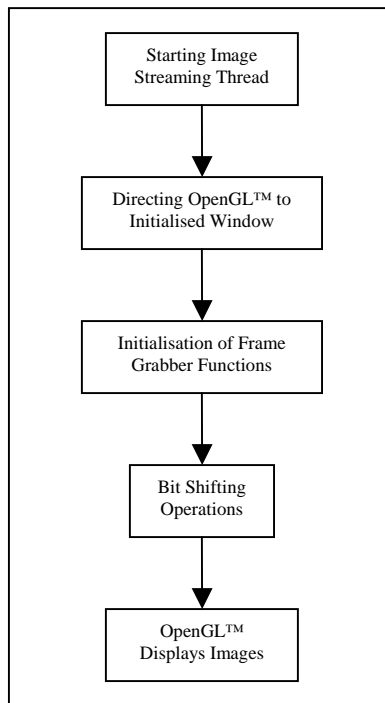 Starting Image
Streaming Thread
Directing OpenGL™ to
Initialised Window
Initialisation of Frame
Grabber Functions
Bit Shifting
Operations
OpenGL™
Displays Images